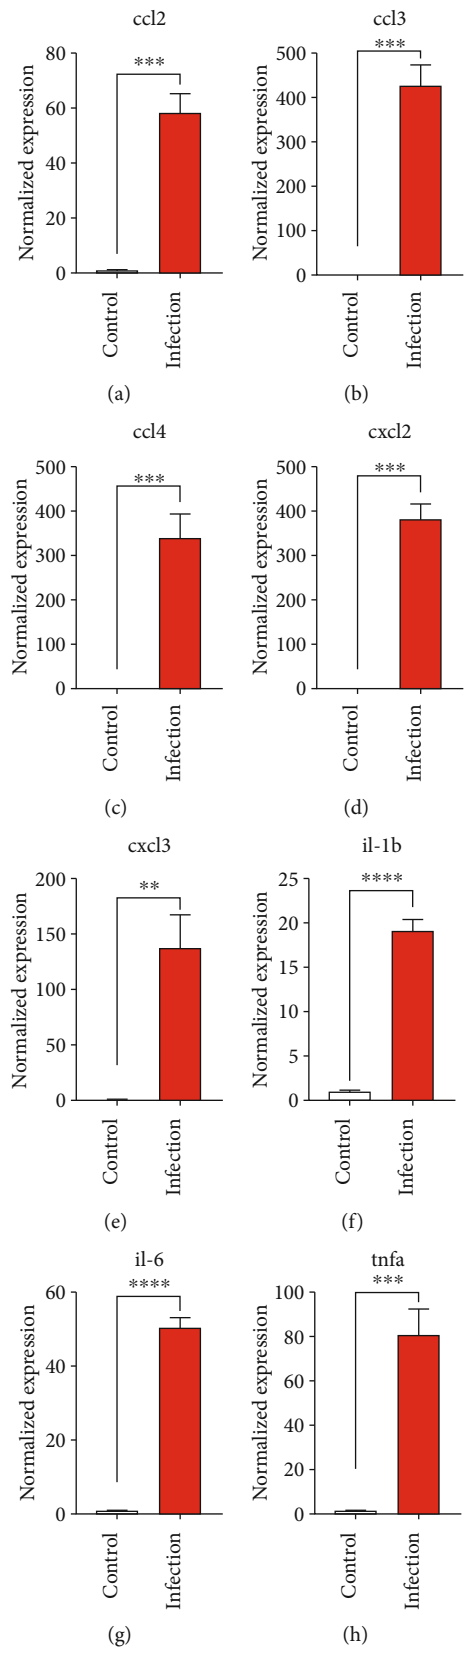 ccl2
80
60
40
20
0
Normalized expression
***
Control
Infection
(a)
ccl3
500
400
300
200
100
0
Normalized expression
***
Control
Infection
(b)
ccl4
500
400
300
200
100
0
Normalized expression
***
Control
Infection
(c)
cxcl2
500
400
300
200
100
0
Normalized expression
***
Control
Infection
(d)
cxcl3
200
150
100
50
0
Normalized expression
**
Control
Infection
(e)
il-1b
25
20
15
10
5
0
Normalized expression
****
Control
Infection
(f)
il-6
60
40
20
0
Normalized expression
****
Control
Infection
(g)
tnfa
100
80
60
40
20
0
Normalized expression
***
Control
Infection
(h)